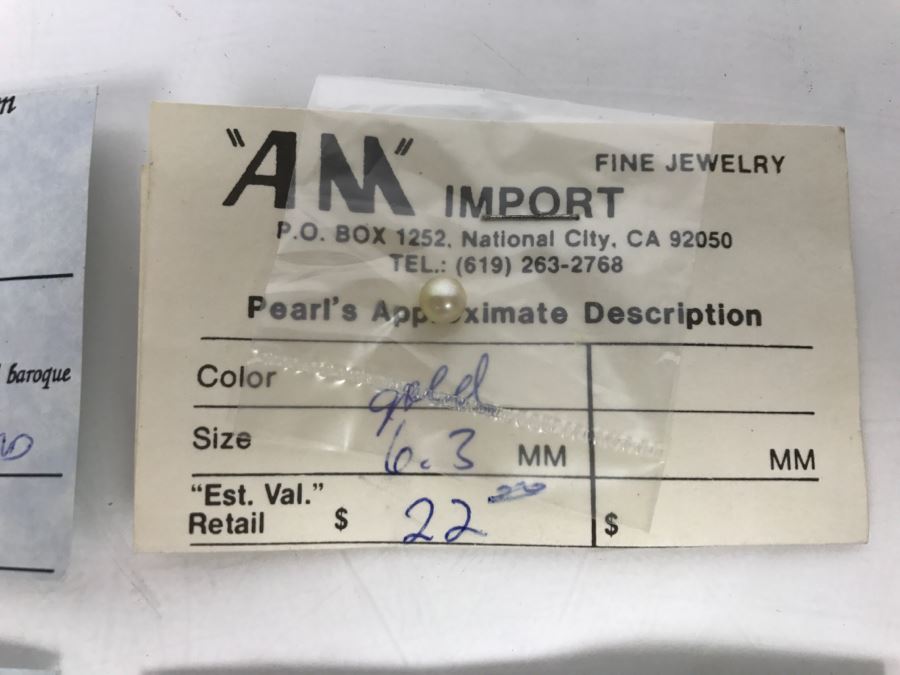 "AM" IMPORT FINE JEWELRY
P.O. BOX 1252, National City, CA 92050
TEL.: (619) 263-2768
Pearl's Approximate Description
Color gold
Size 6.3 MM MM
"Est. Val."
Retail $ 22 00 $
baroque